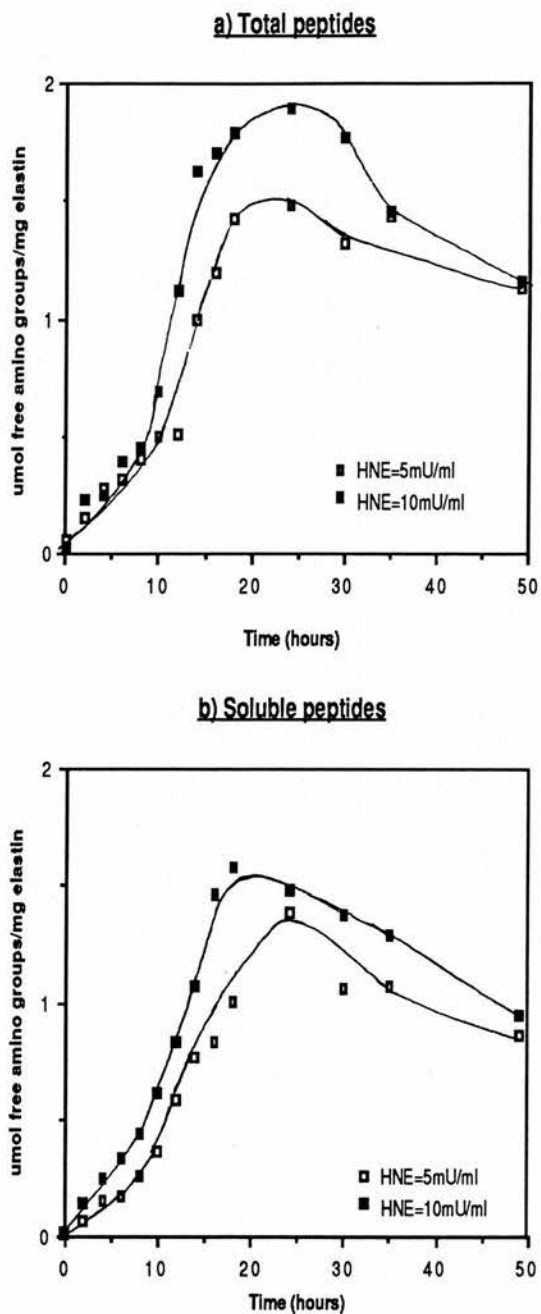 a) Total peptides
2
1
0
umol free amino groups/mg elastin
HNE=5mU/ml
HNE=10mU/ml
0 10 20 30 40 50
Time (hours)
b) Soluble peptides
2
1
0
umol free amino groups/mg elastin
HNE=5mU/ml
HNE=10mU/ml
0 10 20 30 40 50
Time (hours)